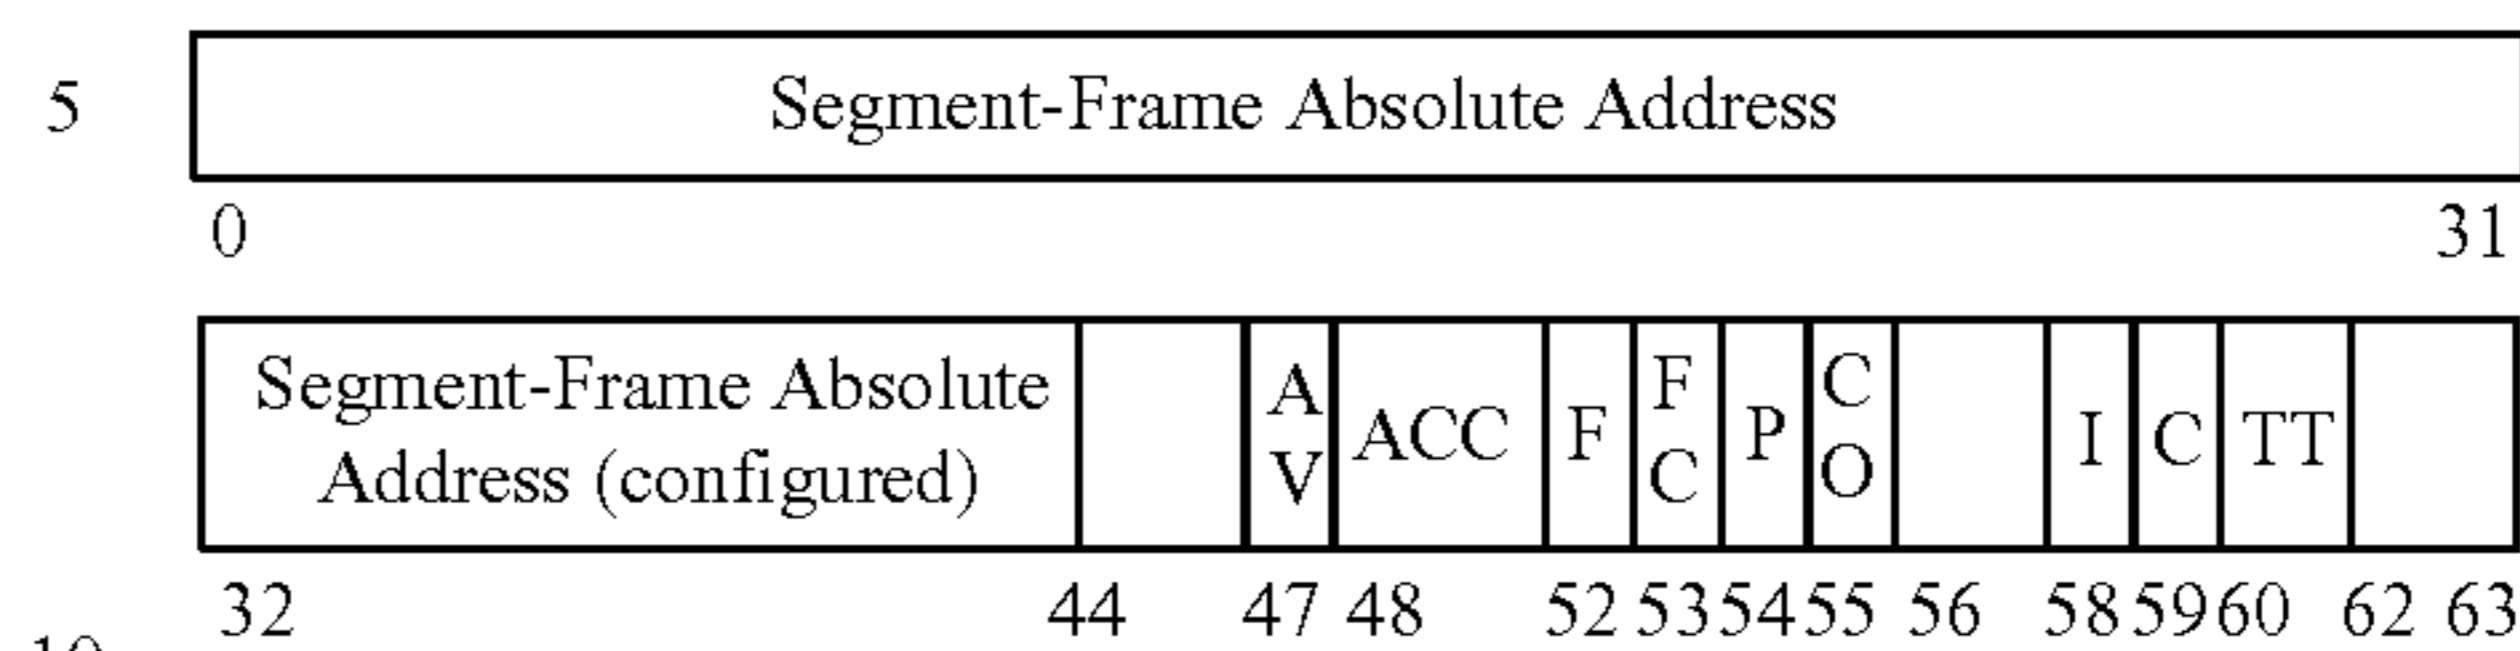 5 Segment-Frame Absolute Address
0 31
Segment-Frame Absolute
Address (configured)
A
V
ACC
F
F
C
P
C
O
I
C
TT
32 44 47 48 52 53 54 55 56 58 59 60 62 63
10